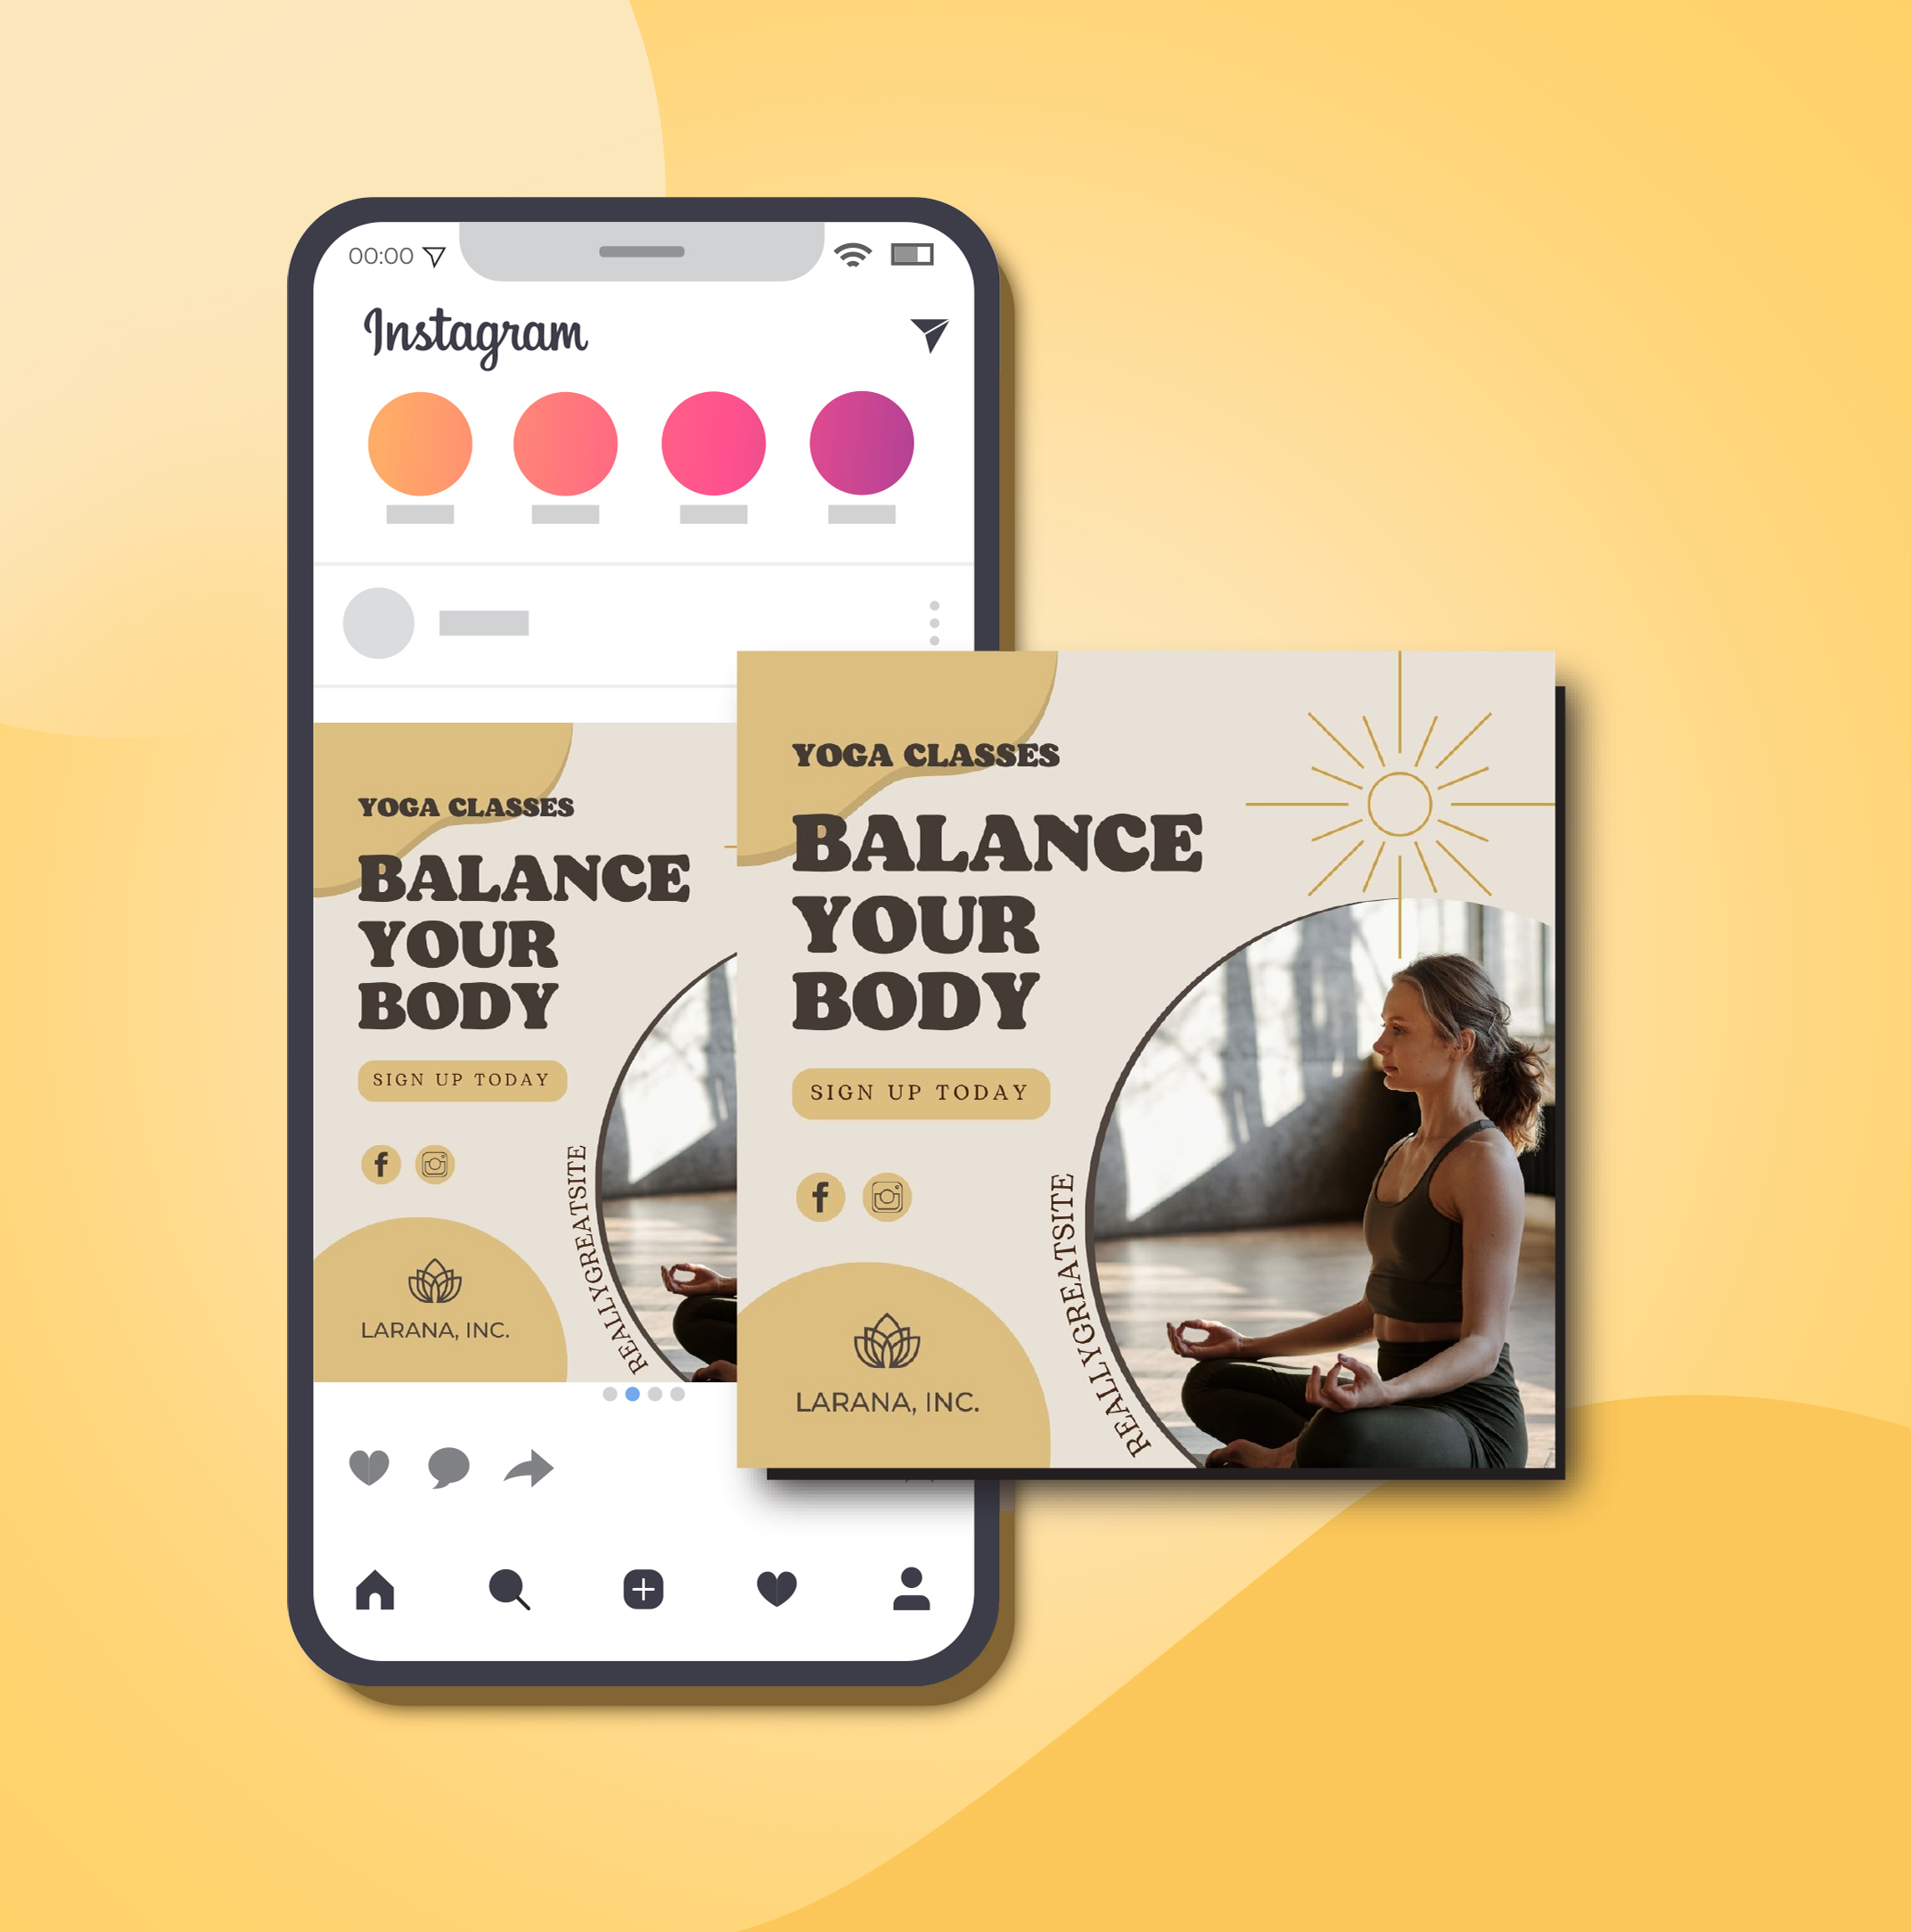 00:00
Instagram
YOGA CLASSES
BALANCE
YOUR
BODY
SIGN UP TODAY
REALLYGREATSITE
LARANA, INC.
YOGA CLASSES
BALANCE
YOUR
BODY
SIGN UP TODAY
REALLYGREATSITE
LARANA, INC.